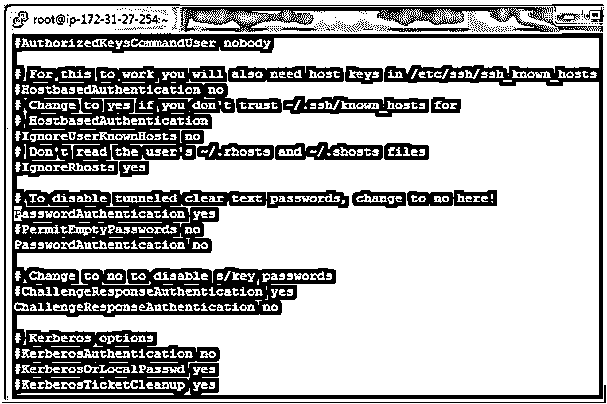 root@ip-172-31-27-254:~
#AuthorizedKeysCommandUser nobody
# For this to work you will also need host keys in /etc/ssh/ssh_known_hosts
#HostbasedAuthentication no
# Change to yes if you don't trust ~/.ssh/known_hosts for
# HostbasedAuthentication
#IgnoreUserKnownHosts no
# Don't read the user's ~/.rhosts and ~/.shosts files
#IgnoreRhosts yes
# To disable tunneled clear text passwords, change to no here!
PasswordAuthentication yes
#PermitEmptyPasswords no
PasswordAuthentication no
# Change to no to disable s/key passwords
#ChallengeResponseAuthentication yes
ChallengeResponseAuthentication no
# Kerberos options
#KerberosAuthentication no
#KerberosOrLocalPasswd yes
#KerberosTicketCleanup yes